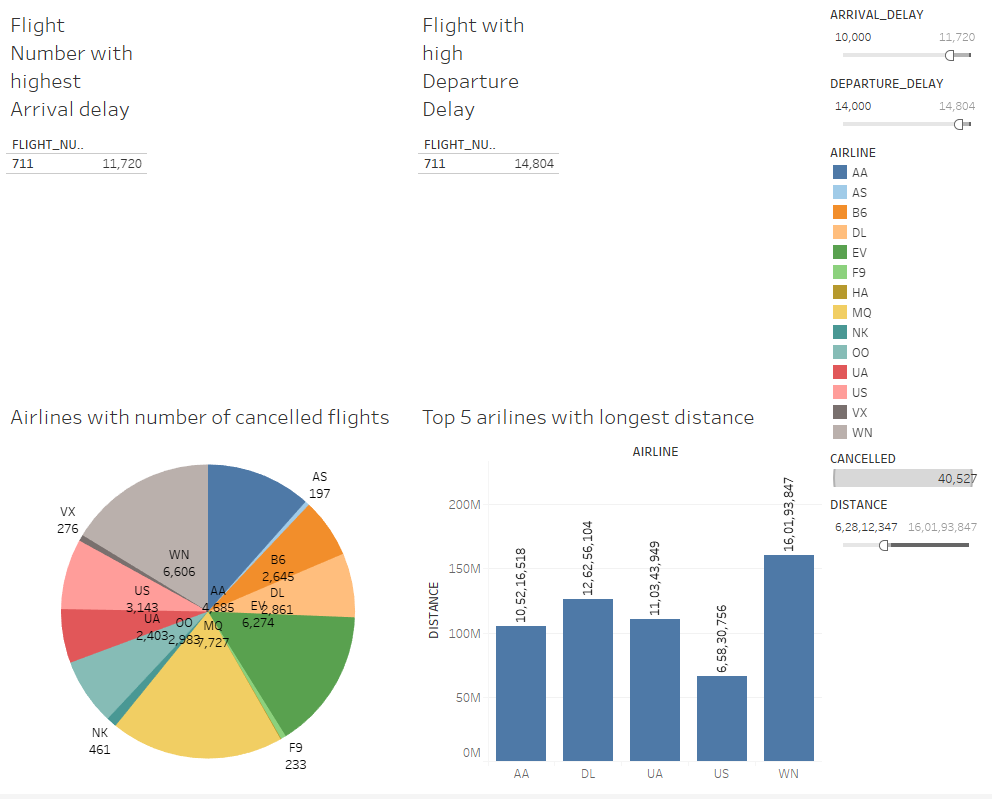 Flight
Number with
highest
Arrival delay
FLIGHT_NU..
711 11,720
Flight with
high
Departure
Delay
FLIGHT_NU..
711 14,804
ARRIVAL_DELAY
10,000 11,720
DEPARTURE_DELAY
14,000 14,804
AIRLINE
AA
AS
B6
DL
EV
F9
HA
MQ
NK
OO
UA
US
VX
WN
CANCELLED
40,527
DISTANCE
6,28,12,347 16,01,93,847
Airlines with number of cancelled flights
AS
197
VX
276
WN
6,606
B6
2,645
US
3,143
AA
4,685
DL
2,861
EV
6,274
UA
2,403
OO
2,983
MQ
7,727
NK
461
F9
233
Top 5 arilines with longest distance
AIRLINE
DISTANCE
200M
150M
100M
50M
0M
10,52,16,518
12,62,56,104
11,03,43,949
6,58,30,756
16,01,93,847
AA
DL
UA
US
WN